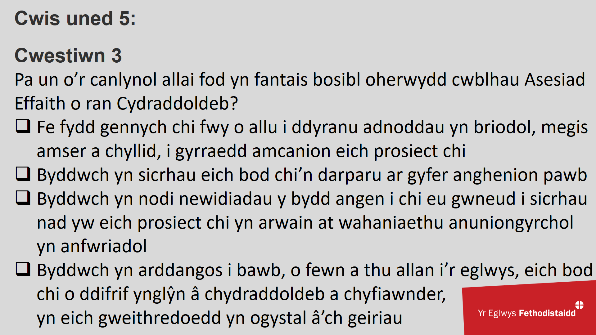 Cwis uned 5:
Cwestiwn 3
Pa un o’r canlynol allai fod yn fantais bosibl oherwydd cwblhau Asesiad
Effaith o ran Cydraddoldeb?
❑ Fe fydd gennych chi fwy o allu i ddyranu adnoddau yn briodol, megis
amser a chyllid, i gyrraedd amcanion eich prosiect chi
❑ Byddwch yn sicrhau eich bod chi’n darparu ar gyfer anghenion pawb
❑ Byddwch yn nodi newidiadau y bydd angen i chi eu gwneud i sicrhau
nad yw eich prosiect chi yn arwain at wahaniaethu anuniongyrchol
yn anfwriadol
❑ Byddwch yn arddangos i bawb, o fewn a thu allan i’r eglwys, eich bod
chi o ddifrif ynglŷn â chydraddoldeb a chyfiawnder,
yn eich gweithredoedd yn ogystal â’ch geiriau
Yr Eglwys Fethodistaidd